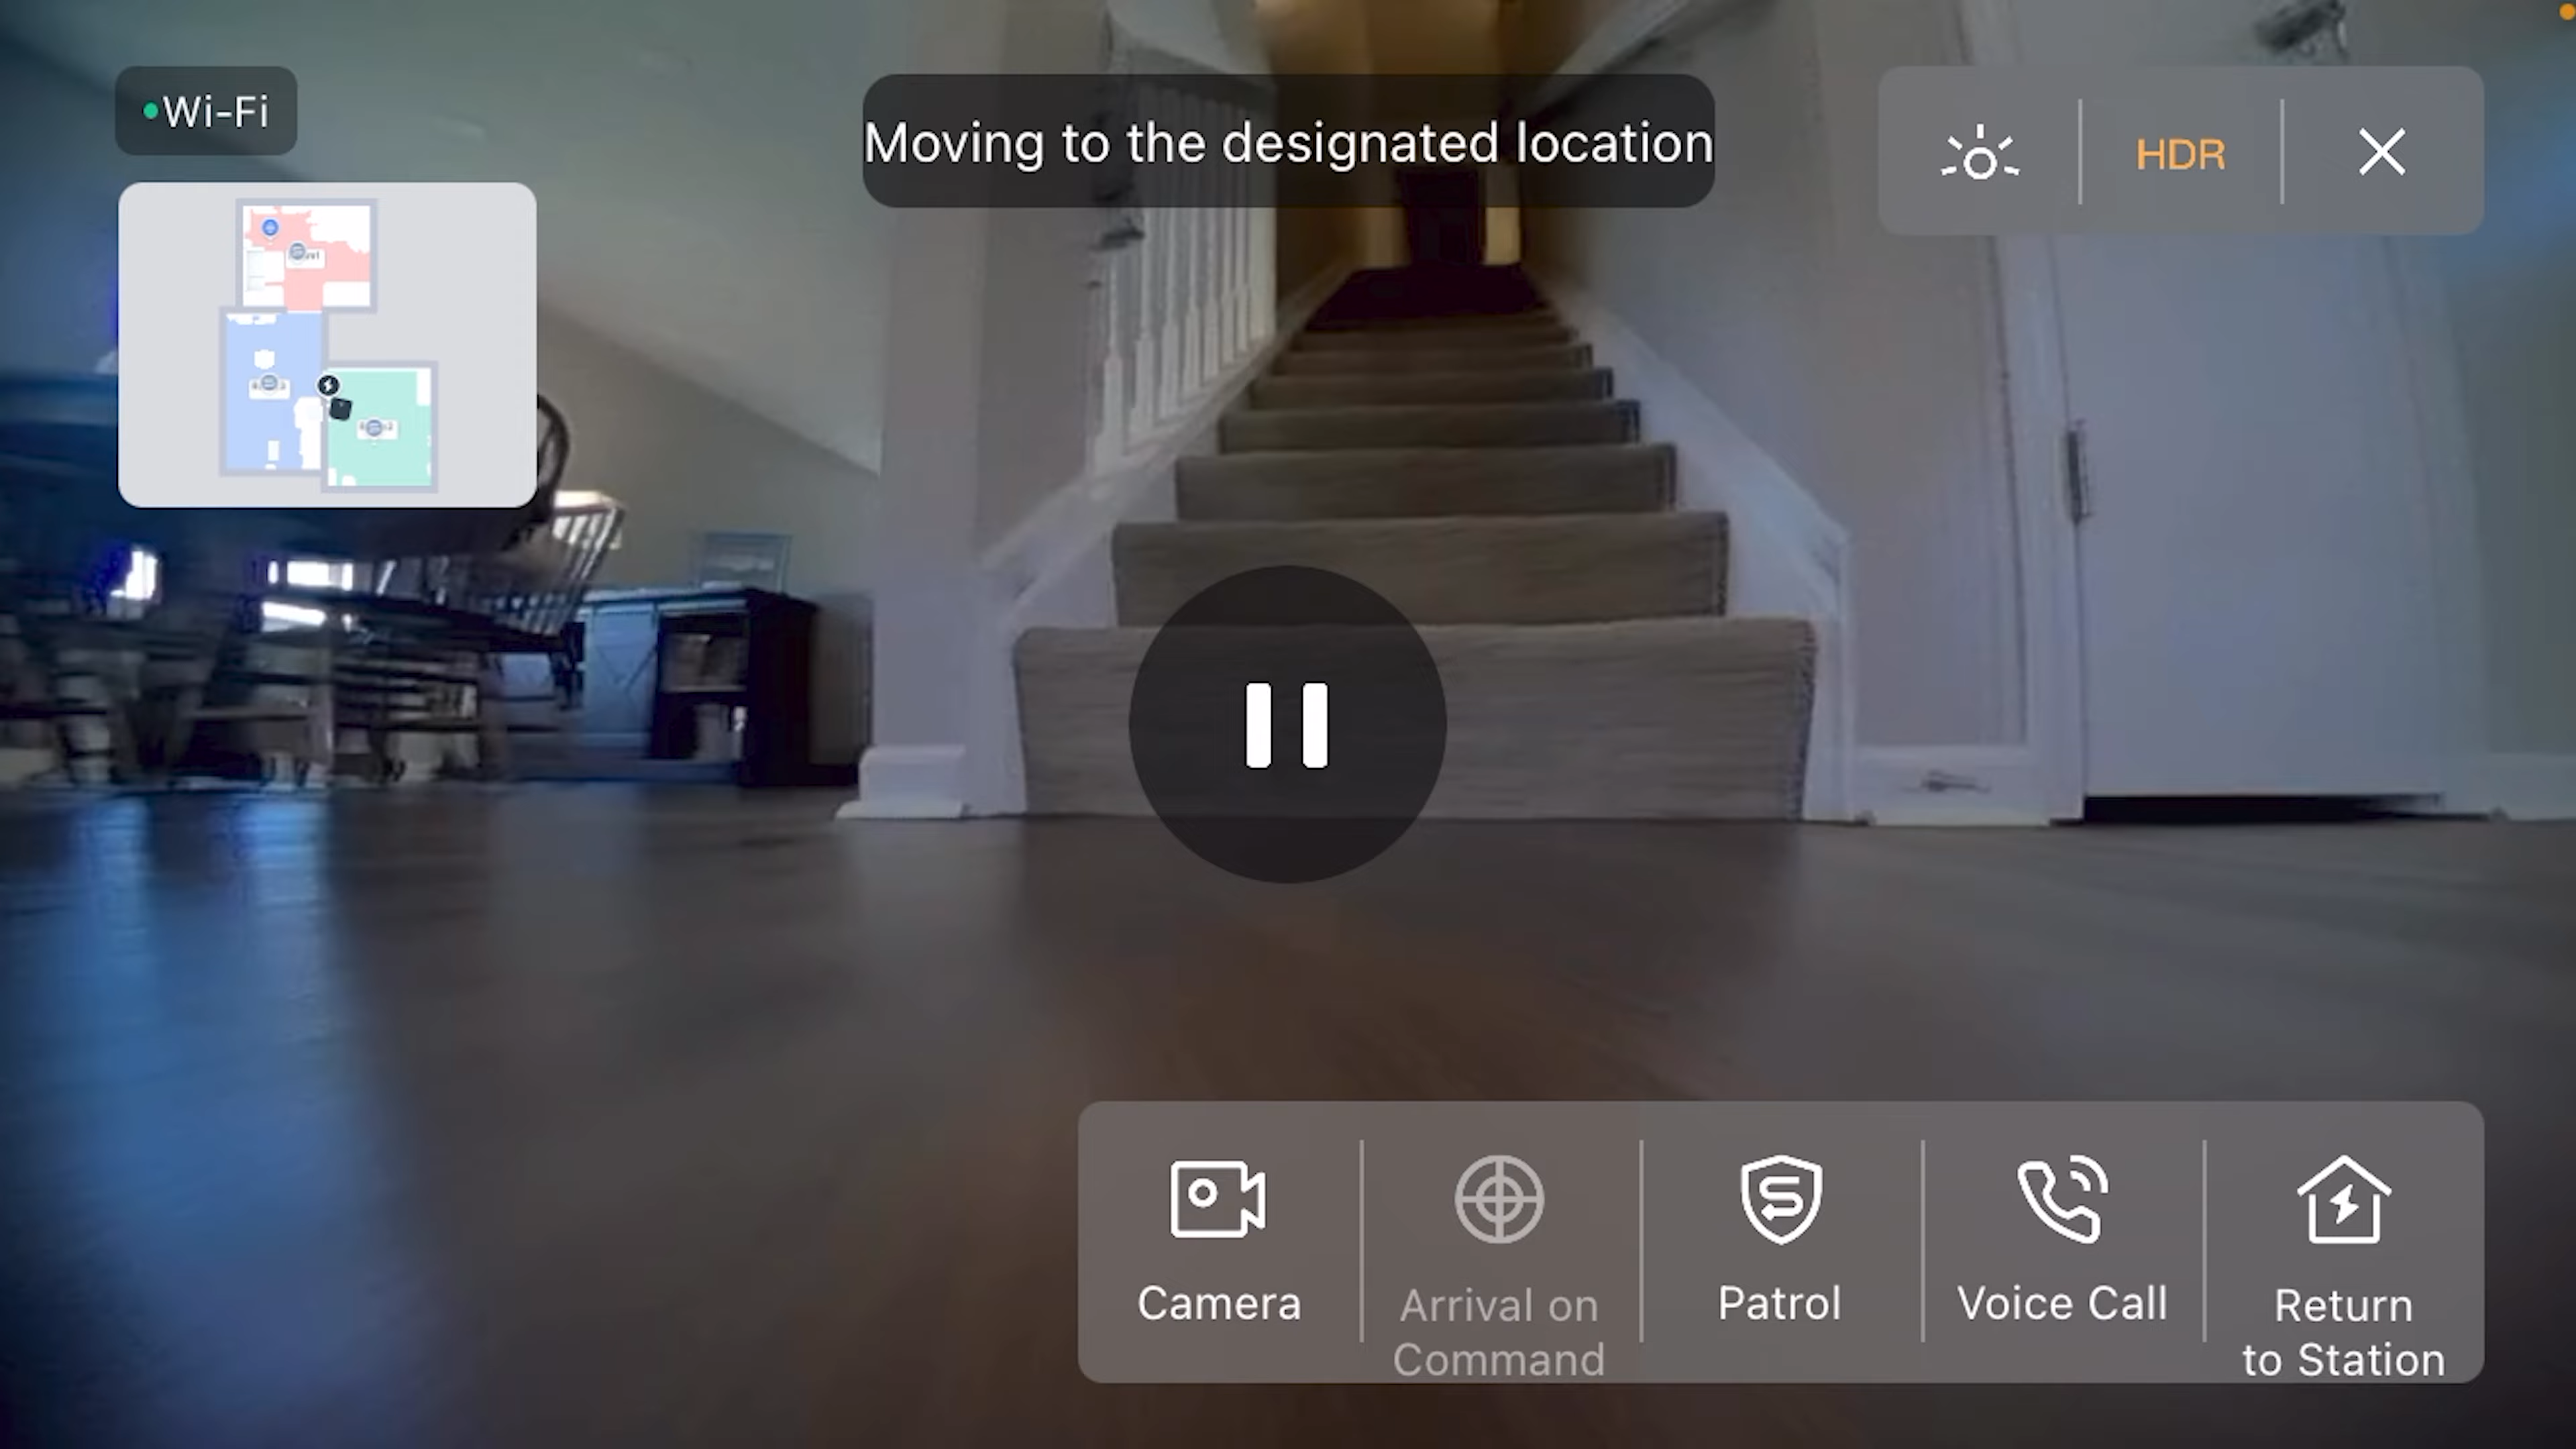 Wi-Fi
Moving to the designated location
HDR
Camera
Arrival on
Command
Patrol
Voice Call
Return
to Station